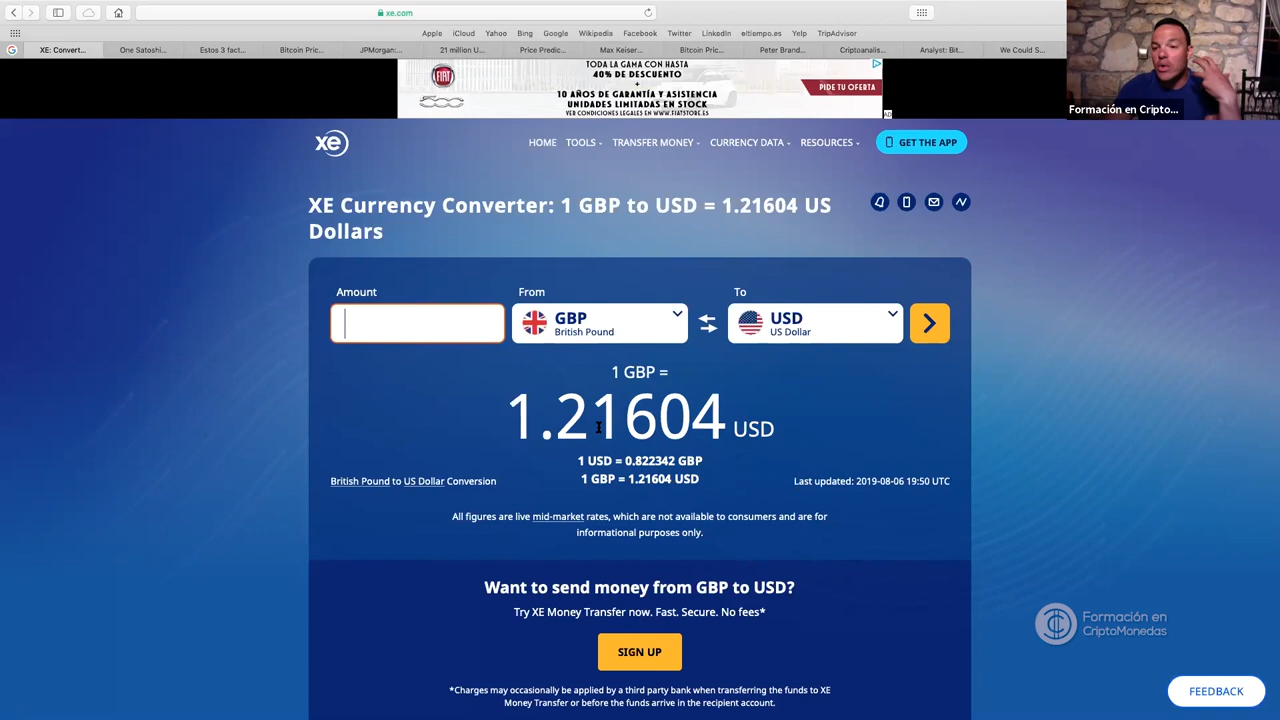 xe.com
Apple iCloud Yahoo Bing Google Wikipedia Facebook Twitter LinkedIn eltiempo.es Yelp TripAdvisor
XE: Convert... One Satoshi... Estos 3 fact... Bitcoin Pric... JPMorgan:... 21 million U... Price Predic... Max Keiser... Bitcoin Pric... Peter Brand... Criptoanalis... Analyst: Bit... We Could S...
TODA LA GAMA CON HASTA
40% DE DESCUENTO
+
10 AÑOS DE GARANTÍA Y ASISTENCIA
UNIDADES LIMITADAS EN STOCK
VER CONDICIONES LEGALES EN WWW.FIATSTORE.ES
FIAT
500
PIDE TU OFERTA
AD
Formación en Cripto...
xe
HOME TOOLS TRANSFER MONEY CURRENCY DATA RESOURCES GET THE APP
XE Currency Converter: 1 GBP to USD = 1.21604 US
Dollars
Amount From To
GBP
British Pound
USD
US Dollar
1 GBP =
1.21604 USD
1 USD = 0.822342 GBP
1 GBP = 1.21604 USD
British Pound to US Dollar Conversion
Last updated: 2019-08-06 19:50 UTC
All figures are live mid-market rates, which are not available to consumers and are for
informational purposes only.
Want to send money from GBP to USD?
Try XE Money Transfer now. Fast. Secure. No fees*
SIGN UP
*Charges may occasionally be applied by a third party bank when transferring the funds to XE
Money Transfer or before the funds arrive in the recipient account.
Formación en
CriptoMonedas
FEEDBACK